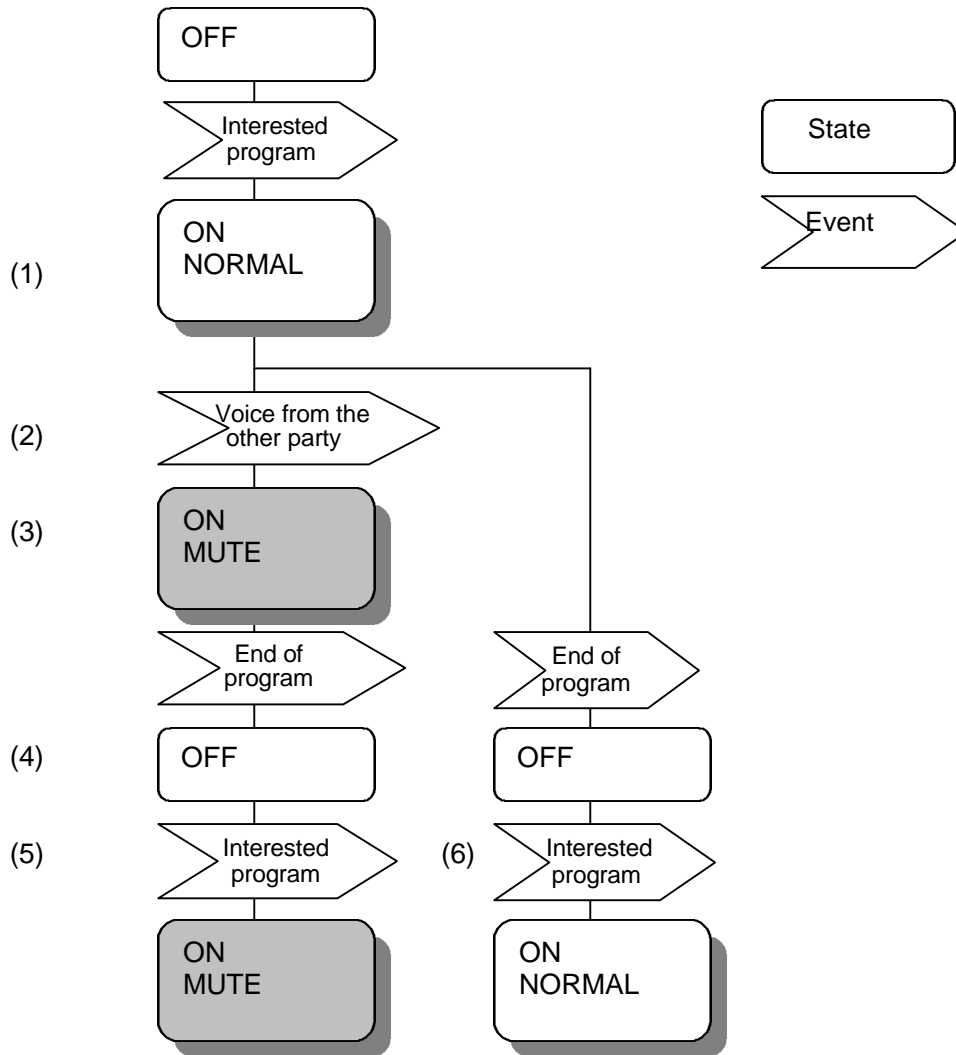 OFF
Interested
program
State
Event
ON
NORMAL
(1)
Voice from the
other party
(2)
ON
MUTE
(3)
End of
program
End of
program
(4)
OFF
OFF
(5)
Interested
program
(6)
Interested
program
ON
MUTE
ON
NORMAL